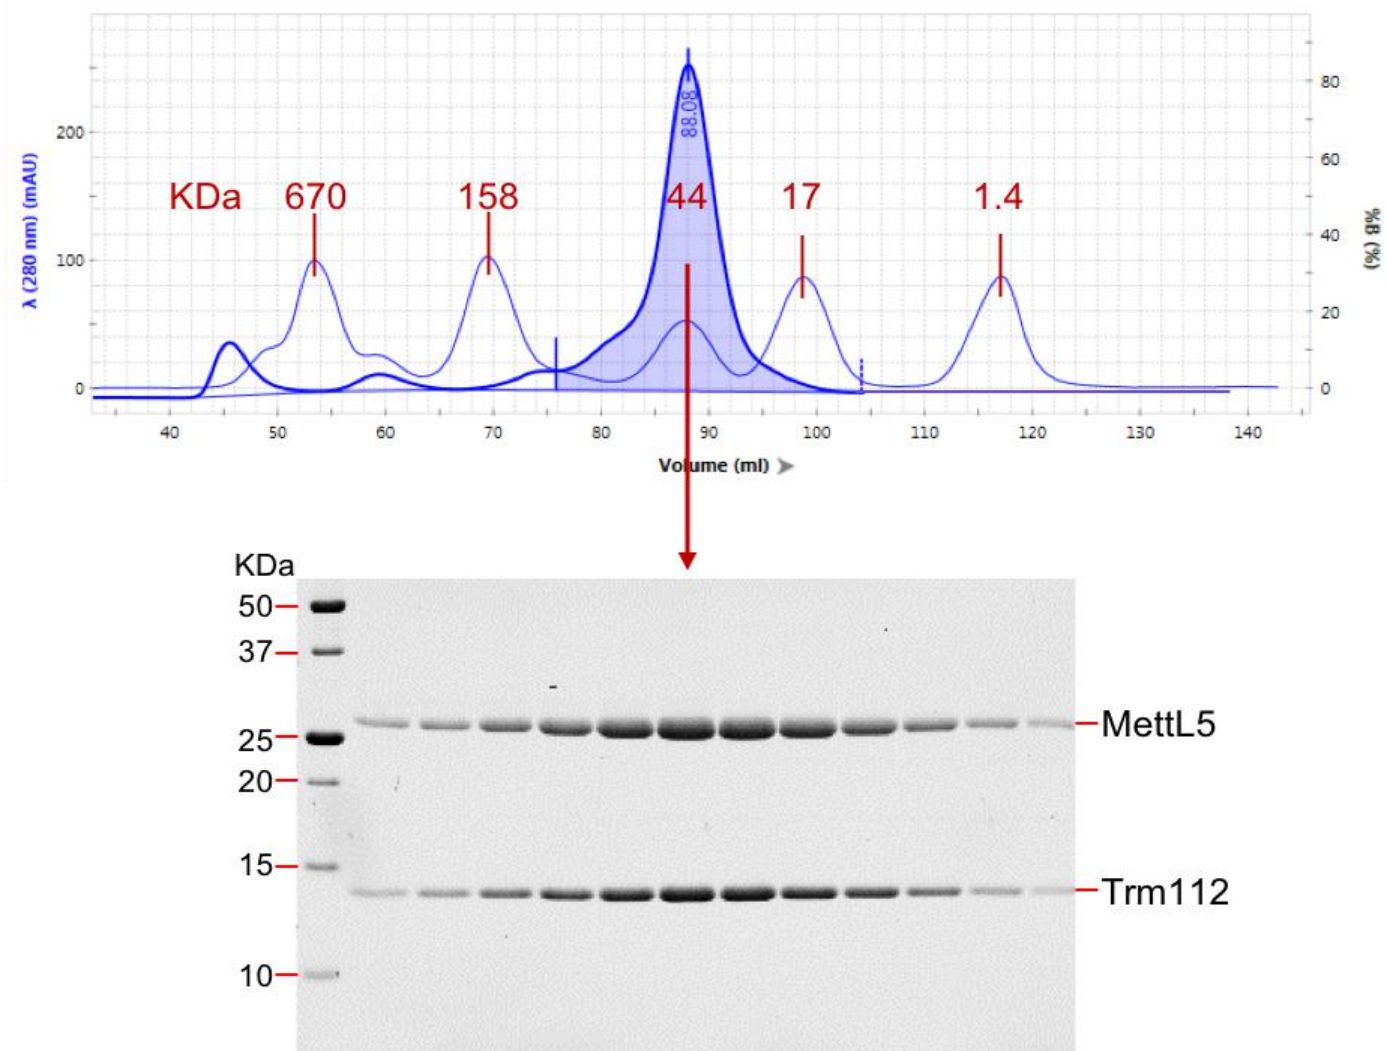 λ (280 nm) (mAU)
200
100
0
KDa 670 158 44 17 1.4
88.08
80
60
40
20
0
%B (%)
40 50 60 70 80 90 100 110 120 130 140
Volume (ml)
KDa
50
37
25
20
15
10
MettL5
Trm112